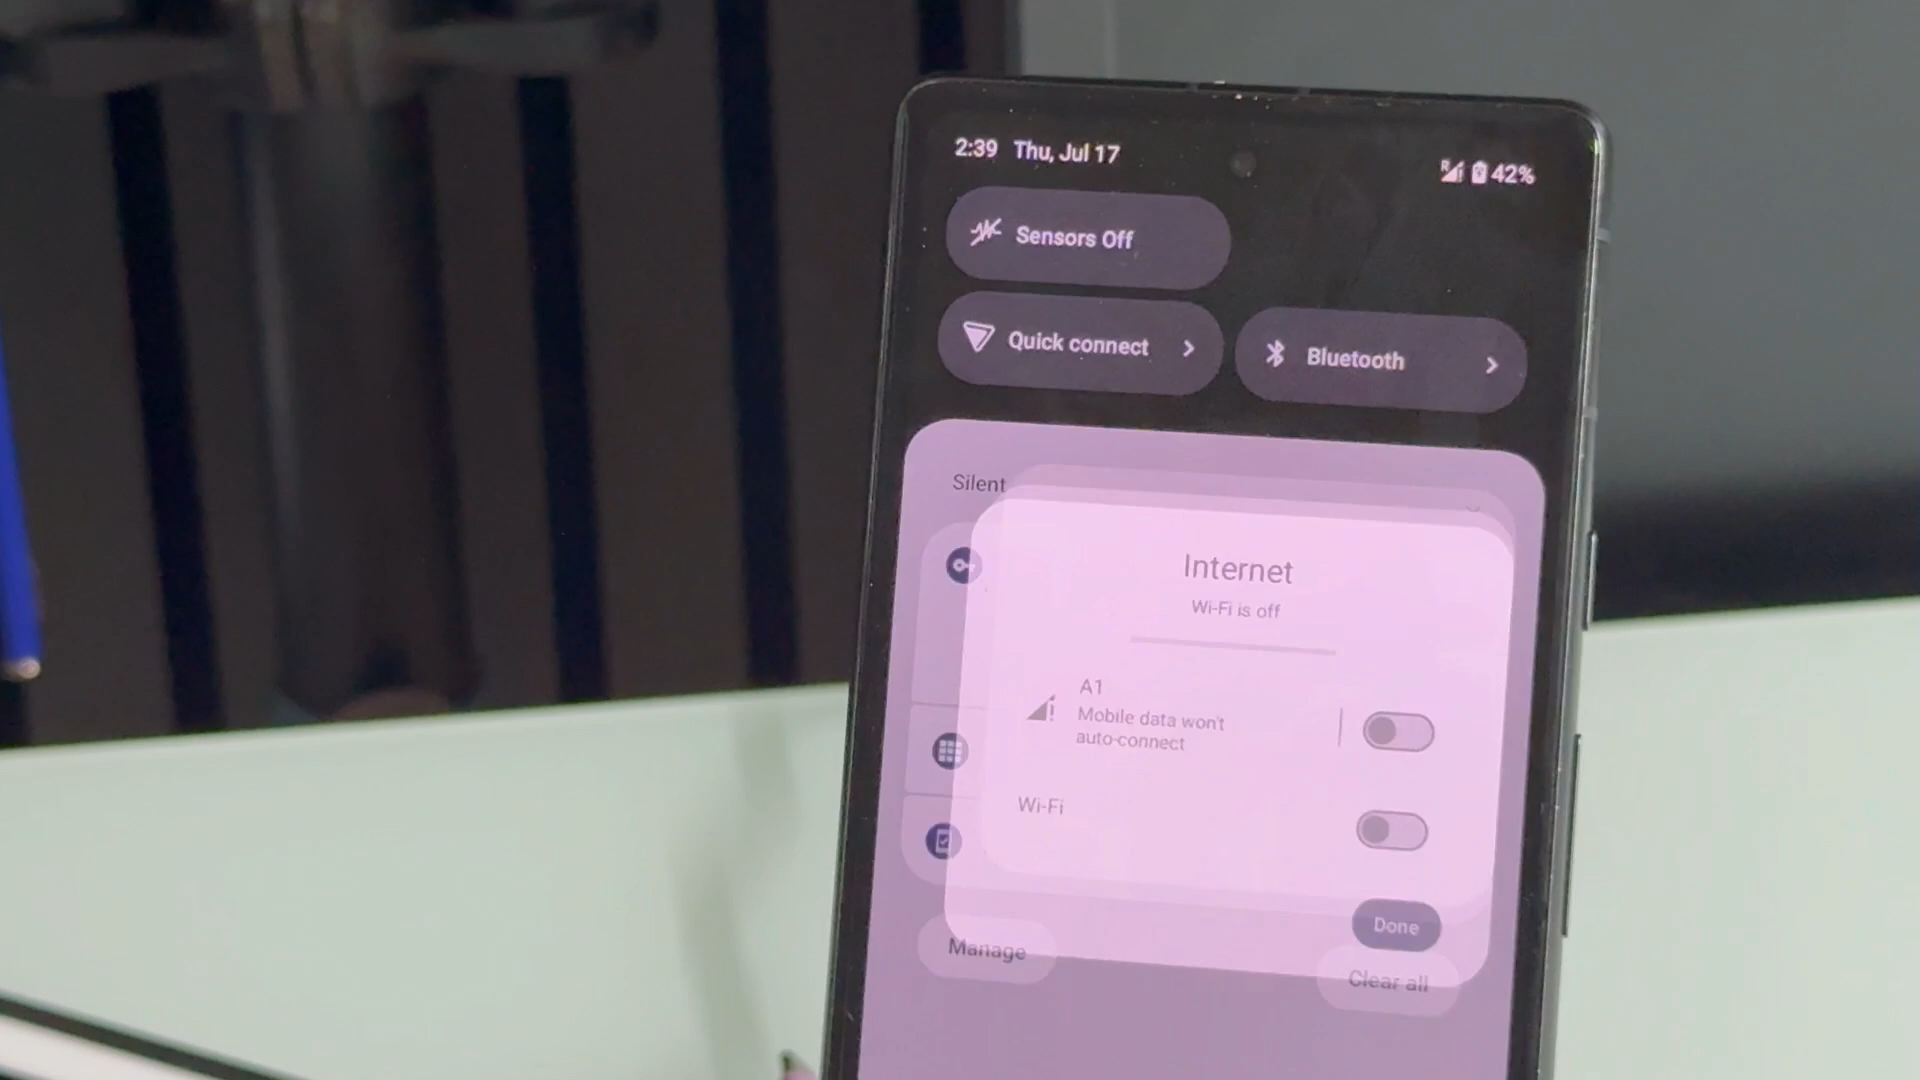 2:39 Thu, Jul 17
R 42%
Sensors Off
Quick connect
Bluetooth
Silent
Internet
Wi-Fi is off
A1
Mobile data won't
auto-connect
Wi-Fi
Done
Manage
Clear all